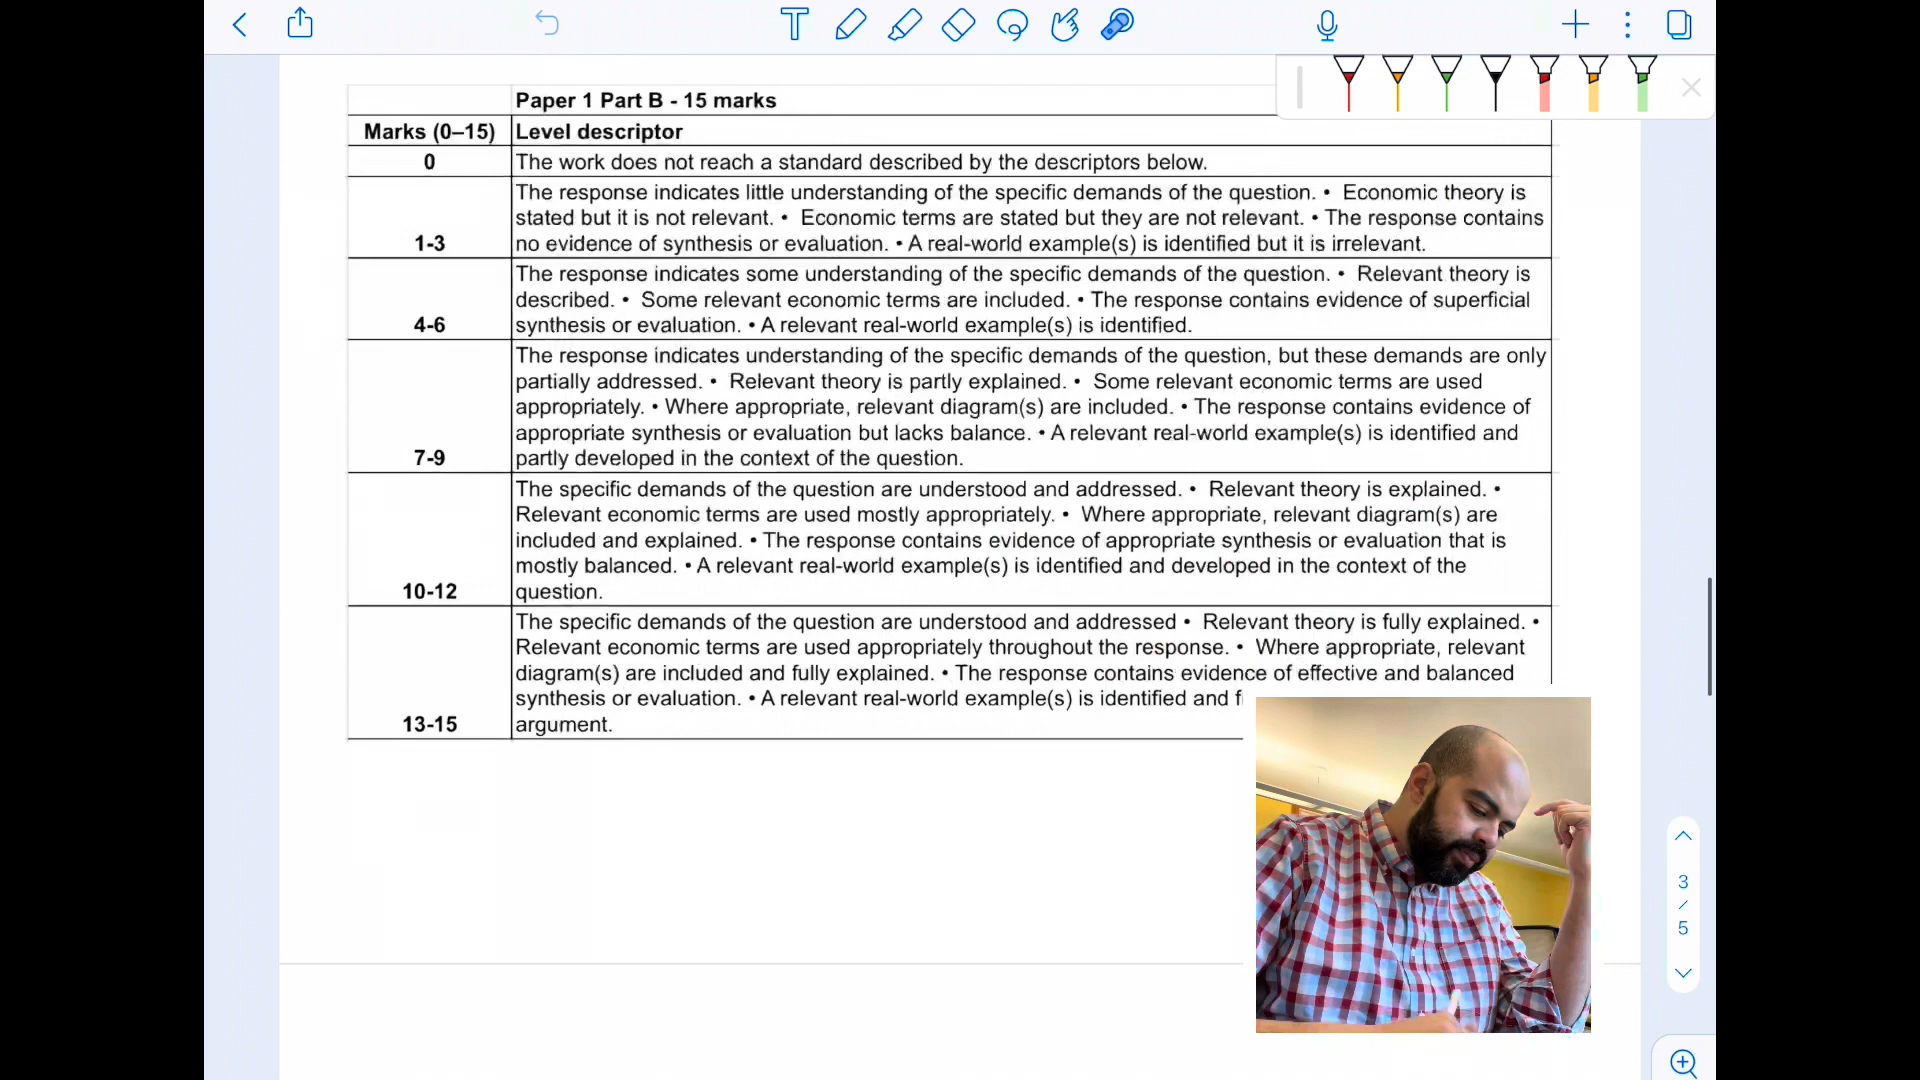 Paper 1 Part B - 15 marks
Marks (0–15) Level descriptor
0 The work does not reach a standard described by the descriptors below.
The response indicates little understanding of the specific demands of the question. • Economic theory is
stated but it is not relevant. • Economic terms are stated but they are not relevant. • The response contains
1-3 no evidence of synthesis or evaluation. • A real-world example(s) is identified but it is irrelevant.
The response indicates some understanding of the specific demands of the question. • Relevant theory is
described. • Some relevant economic terms are included. • The response contains evidence of superficial
4-6 synthesis or evaluation. • A relevant real-world example(s) is identified.
The response indicates understanding of the specific demands of the question, but these demands are only
partially addressed. • Relevant theory is partly explained. • Some relevant economic terms are used
appropriately. • Where appropriate, relevant diagram(s) are included. • The response contains evidence of
appropriate synthesis or evaluation but lacks balance. • A relevant real-world example(s) is identified and
7-9 partly developed in the context of the question.
The specific demands of the question are understood and addressed. • Relevant theory is explained. •
Relevant economic terms are used mostly appropriately. • Where appropriate, relevant diagram(s) are
included and explained. • The response contains evidence of appropriate synthesis or evaluation that is
mostly balanced. • A relevant real-world example(s) is identified and developed in the context of the
10-12 question.
The specific demands of the question are understood and addressed • Relevant theory is fully explained. •
Relevant economic terms are used appropriately throughout the response. • Where appropriate, relevant
diagram(s) are included and fully explained. • The response contains evidence of effective and balanced
synthesis or evaluation. • A relevant real-world example(s) is identified and
13-15 argument.
3
/
5